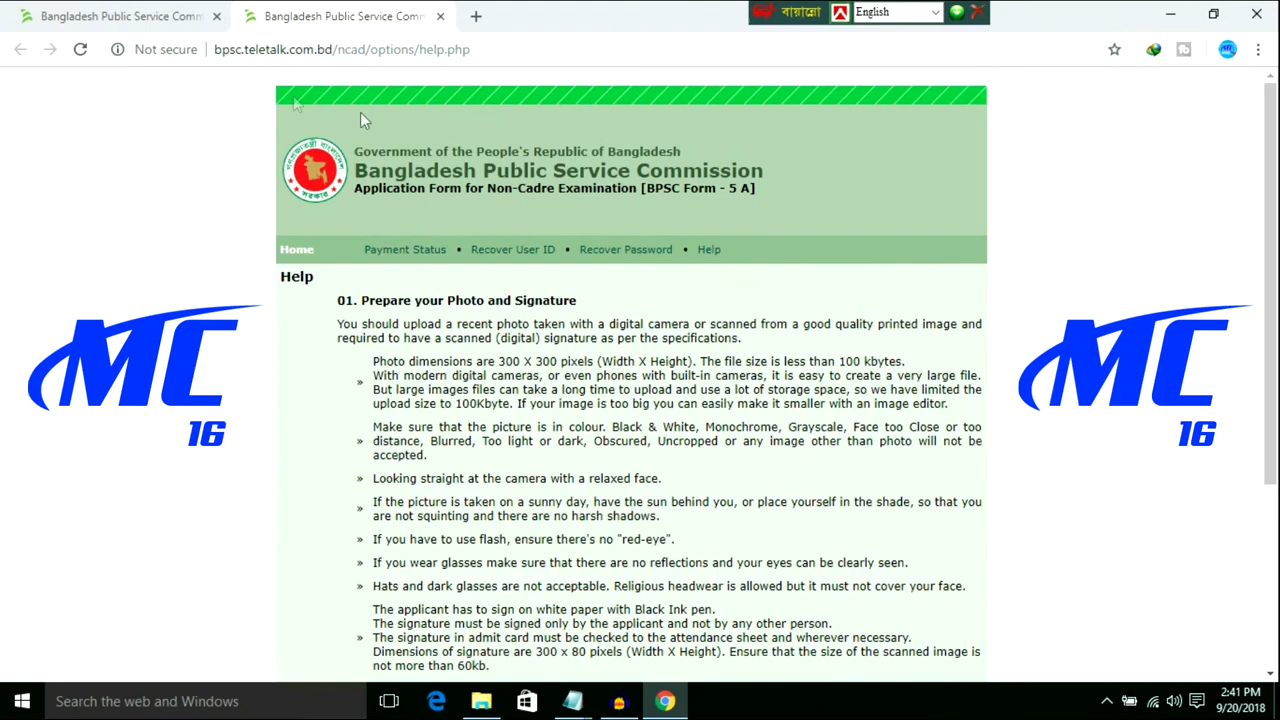 Bangladesh Public Service Comm
Bangladesh Public Service Comm
বায়ান্নো
English
Not secure
bpsc.teletalk.com.bd/ncad/options/help.php
Government of the People's Republic of Bangladesh
Bangladesh Public Service Commission
Application Form for Non-Cadre Examination [BPSC Form - 5 A]
Home
Payment Status • Recover User ID • Recover Password • Help
Help
01. Prepare your Photo and Signature
You should upload a recent photo taken with a digital camera or scanned from a good quality printed image and
required to have a scanned (digital) signature as per the specifications.
Photo dimensions are 300 X 300 pixels (Width X Height). The file size is less than 100 kbytes.
With modern digital cameras, or even phones with built-in cameras, it is easy to create a very large file.
» But large images files can take a long time to upload and use a lot of storage space, so we have limited the
upload size to 100Kbyte. If your image is too big you can easily make it smaller with an image editor.
Make sure that the picture is in colour. Black & White, Monochrome, Grayscale, Face too Close or too
» distance, Blurred, Too light or dark, Obscured, Uncropped or any image other than photo will not be
accepted.
» Looking straight at the camera with a relaxed face.
» If the picture is taken on a sunny day, have the sun behind you, or place yourself in the shade, so that you
are not squinting and there are no harsh shadows.
» If you have to use flash, ensure there's no "red-eye".
» If you wear glasses make sure that there are no reflections and your eyes can be clearly seen.
» Hats and dark glasses are not acceptable. Religious headwear is allowed but it must not cover your face.
The applicant has to sign on white paper with Black Ink pen.
The signature must be signed only by the applicant and not by any other person.
» The signature in admit card must be checked to the attendance sheet and wherever necessary.
Dimensions of signature are 300 x 80 pixels (Width X Height). Ensure that the size of the scanned image is
not more than 60kb.
MC
16
MC
16
Search the web and Windows
2:41 PM
9/20/2018